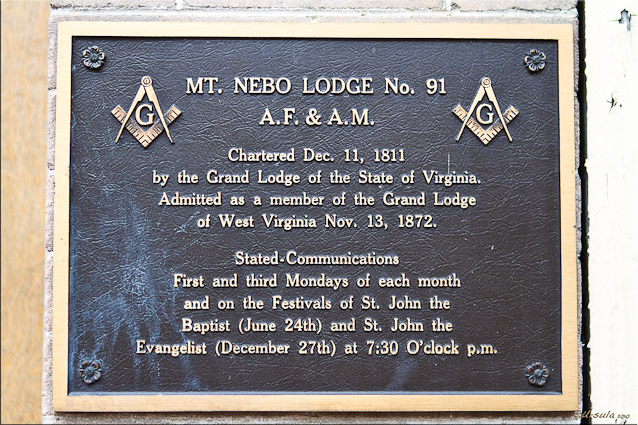 MT. NEBO LODGE No. 91
A.F. & A.M.
G
G
Chartered Dec. 11, 1811
by the Grand Lodge of the State of Virginia.
Admitted as a member of the Grand Lodge
of West Virginia Nov. 13, 1872.
Stated-Communications
First and third Mondays of each month
and on the Festivals of St. John the
Baptist (June 24th) and St. John the
Evangelist (December 27th) at 7:30 O'clock p.m.
Ursula 2010